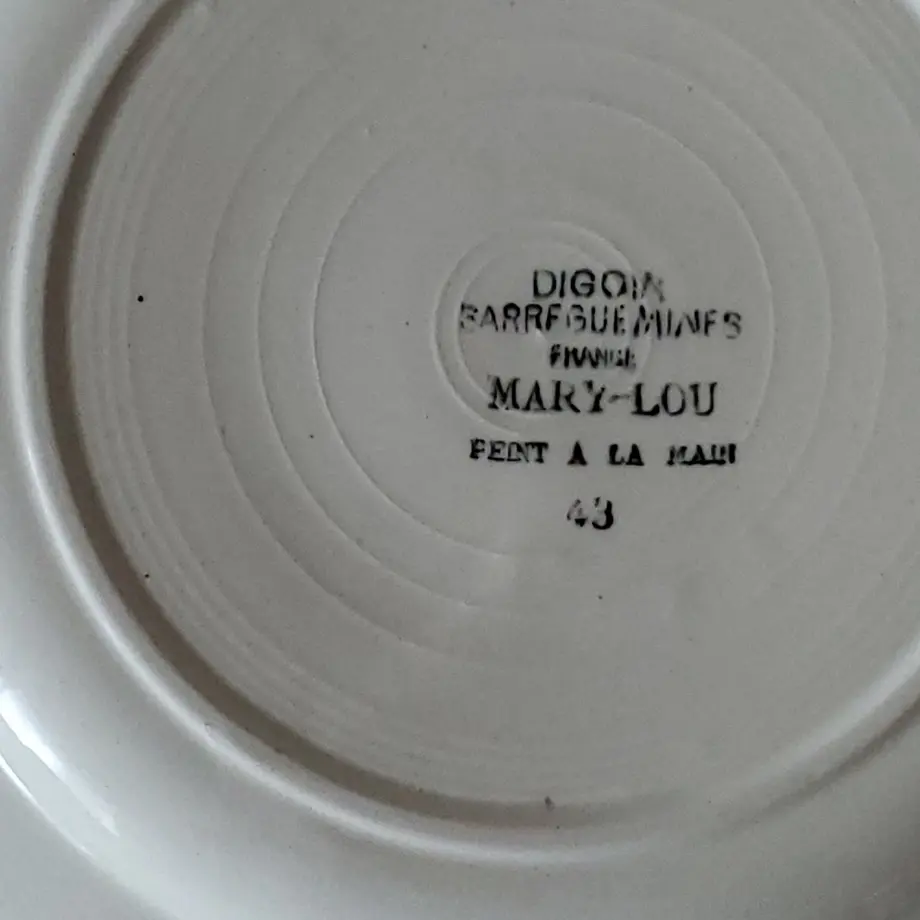 DIGOIN
SARREGUEMINES
FRANCE
MARY-LOU
PEINT A LA MAIN
43